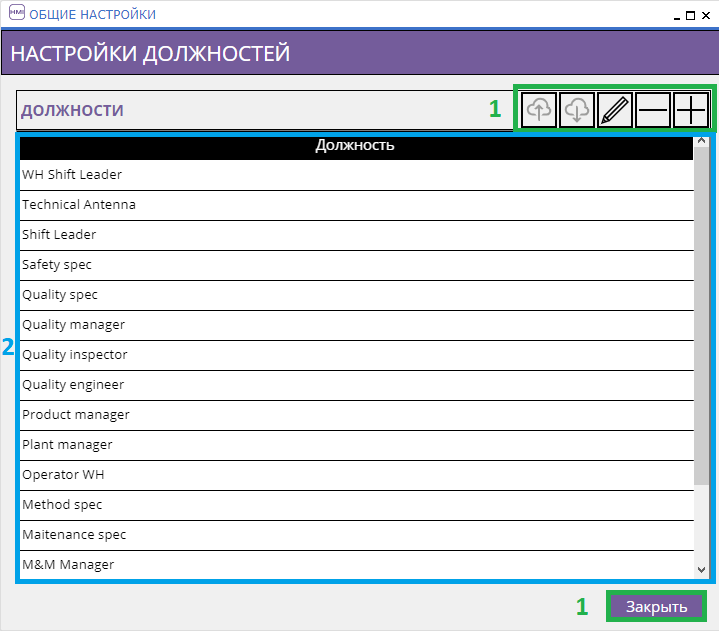 HMI ОБЩИЕ НАСТРОЙКИ
НАСТРОЙКИ ДОЛЖНОСТЕЙ
ДОЛЖНОСТИ 1
Должность
WH Shift Leader
Technical Antenna
Shift Leader
Safety spec
Quality spec
Quality manager
2
Quality inspector
Quality engineer
Product manager
Plant manager
Operator WH
Method spec
Maitenance spec
M&M Manager
1 Закрыть